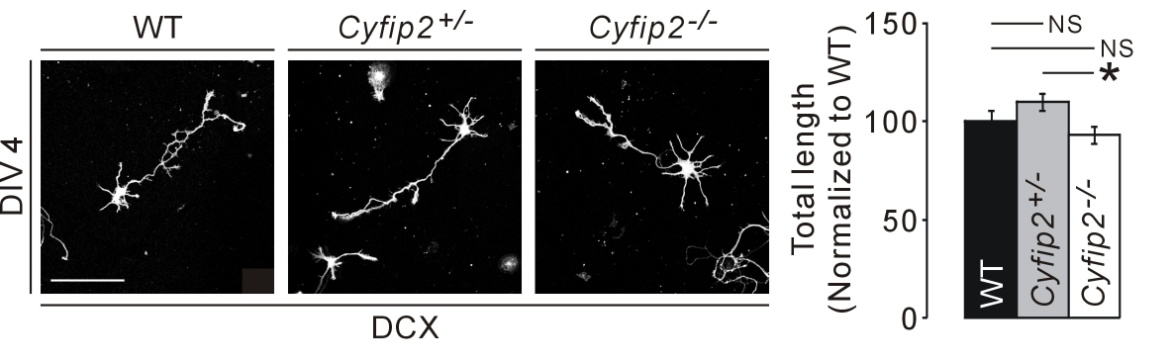 WT
Cyfip2+/-
Cyfip2-/-
DIV 4
DCX
Total length
(Normalized to WT)
150
100
50
0
NS
NS
*
WT
Cyfip2+/-
Cyfip2-/-